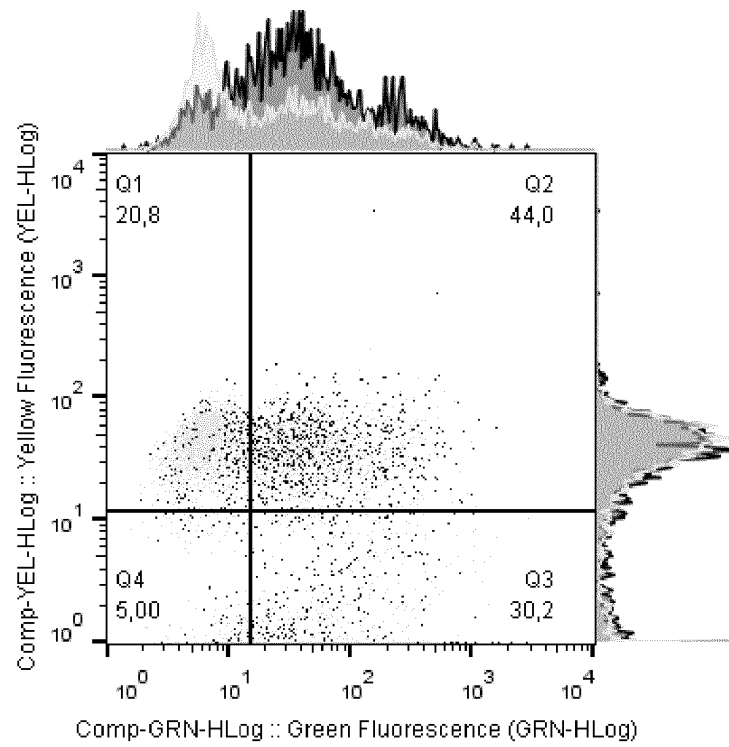 Q1
20,8
Q2
44,0
Q4
5,00
Q3
30,2
10^4
10^3
10^2
10^1
10^0
Comp-YEL-HLog :: Yellow Fluorescence (YEL-HLog)
10^0 10^1 10^2 10^3 10^4
Comp-GRN-HLog :: Green Fluorescence (GRN-HLog)